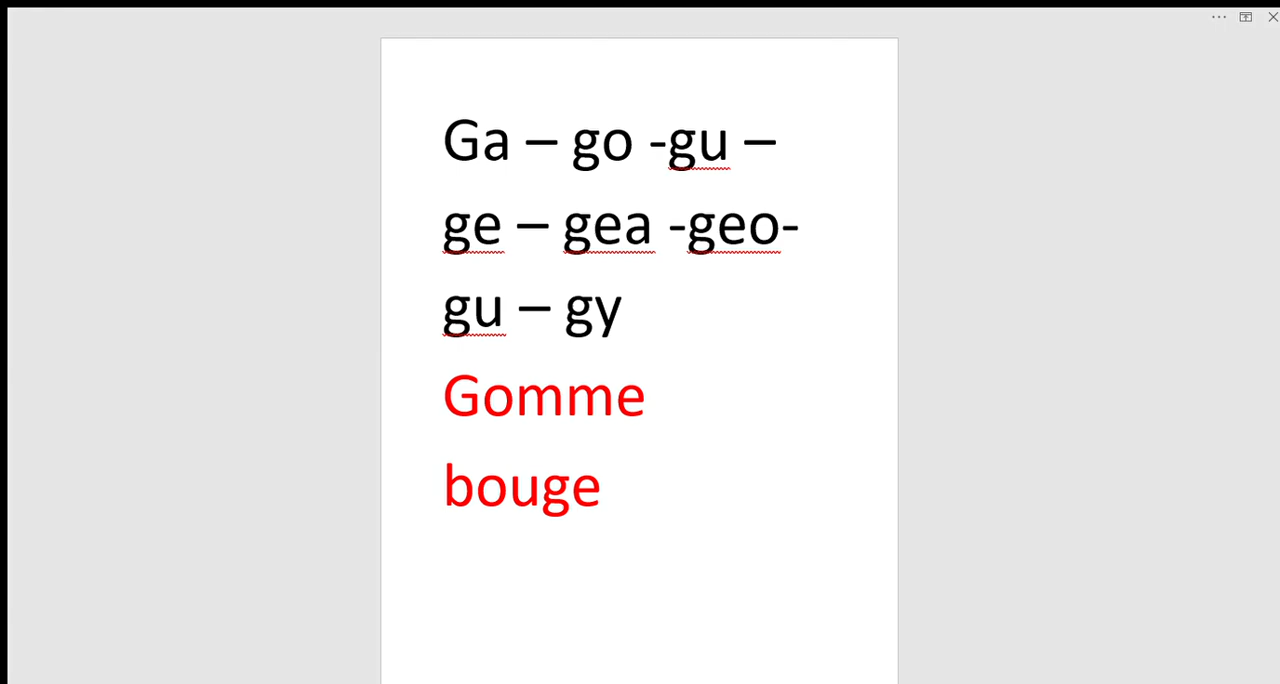 Ga – go -gu –
ge – gea -geo-
gu – gy
Gomme
bouge